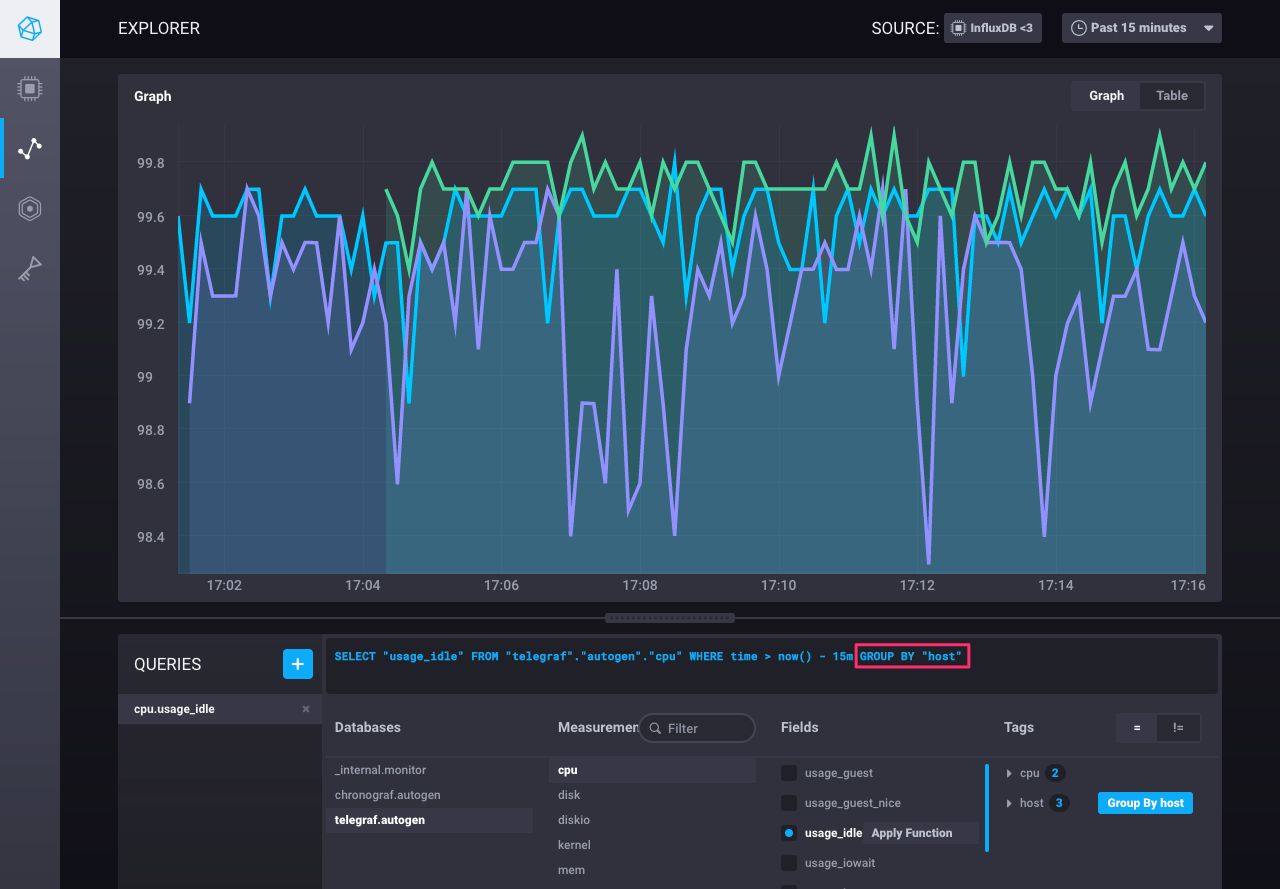 EXPLORER
SOURCE: InfluxDB <3 Past 15 minutes
Graph
Graph Table
99.8
99.6
99.4
99.2
99
98.8
98.6
98.4
17:02 17:04 17:06 17:08 17:10 17:12 17:14 17:16
QUERIES +
SELECT "usage_idle" FROM "telegraf"."autogen"."cpu" WHERE time > now() - 15m GROUP BY "host"
cpu.usage_idle ×
Databases Measuremen Filter Fields Tags = !=
_internal.monitor cpu usage_guest cpu 2
chronograf.autogen disk usage_guest_nice host 3 Group By host
telegraf.autogen diskio usage_idle Apply Function
kernel usage_iowait
mem